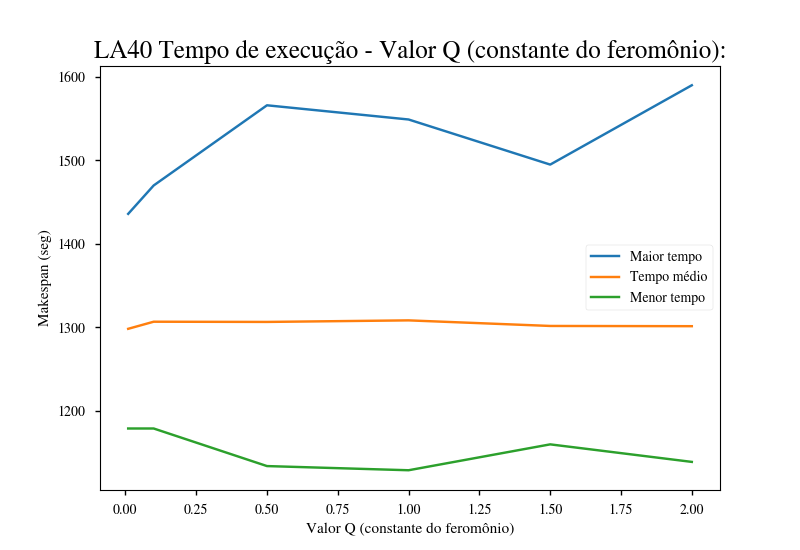 LA40 Tempo de execução - Valor Q (constante do feromônio):
1600
1500
1400
1300
1200
Makespan (seg)
Maior tempo
Tempo médio
Menor tempo
0.00 0.25 0.50 0.75 1.00 1.25 1.50 1.75 2.00
Valor Q (constante do feromônio)